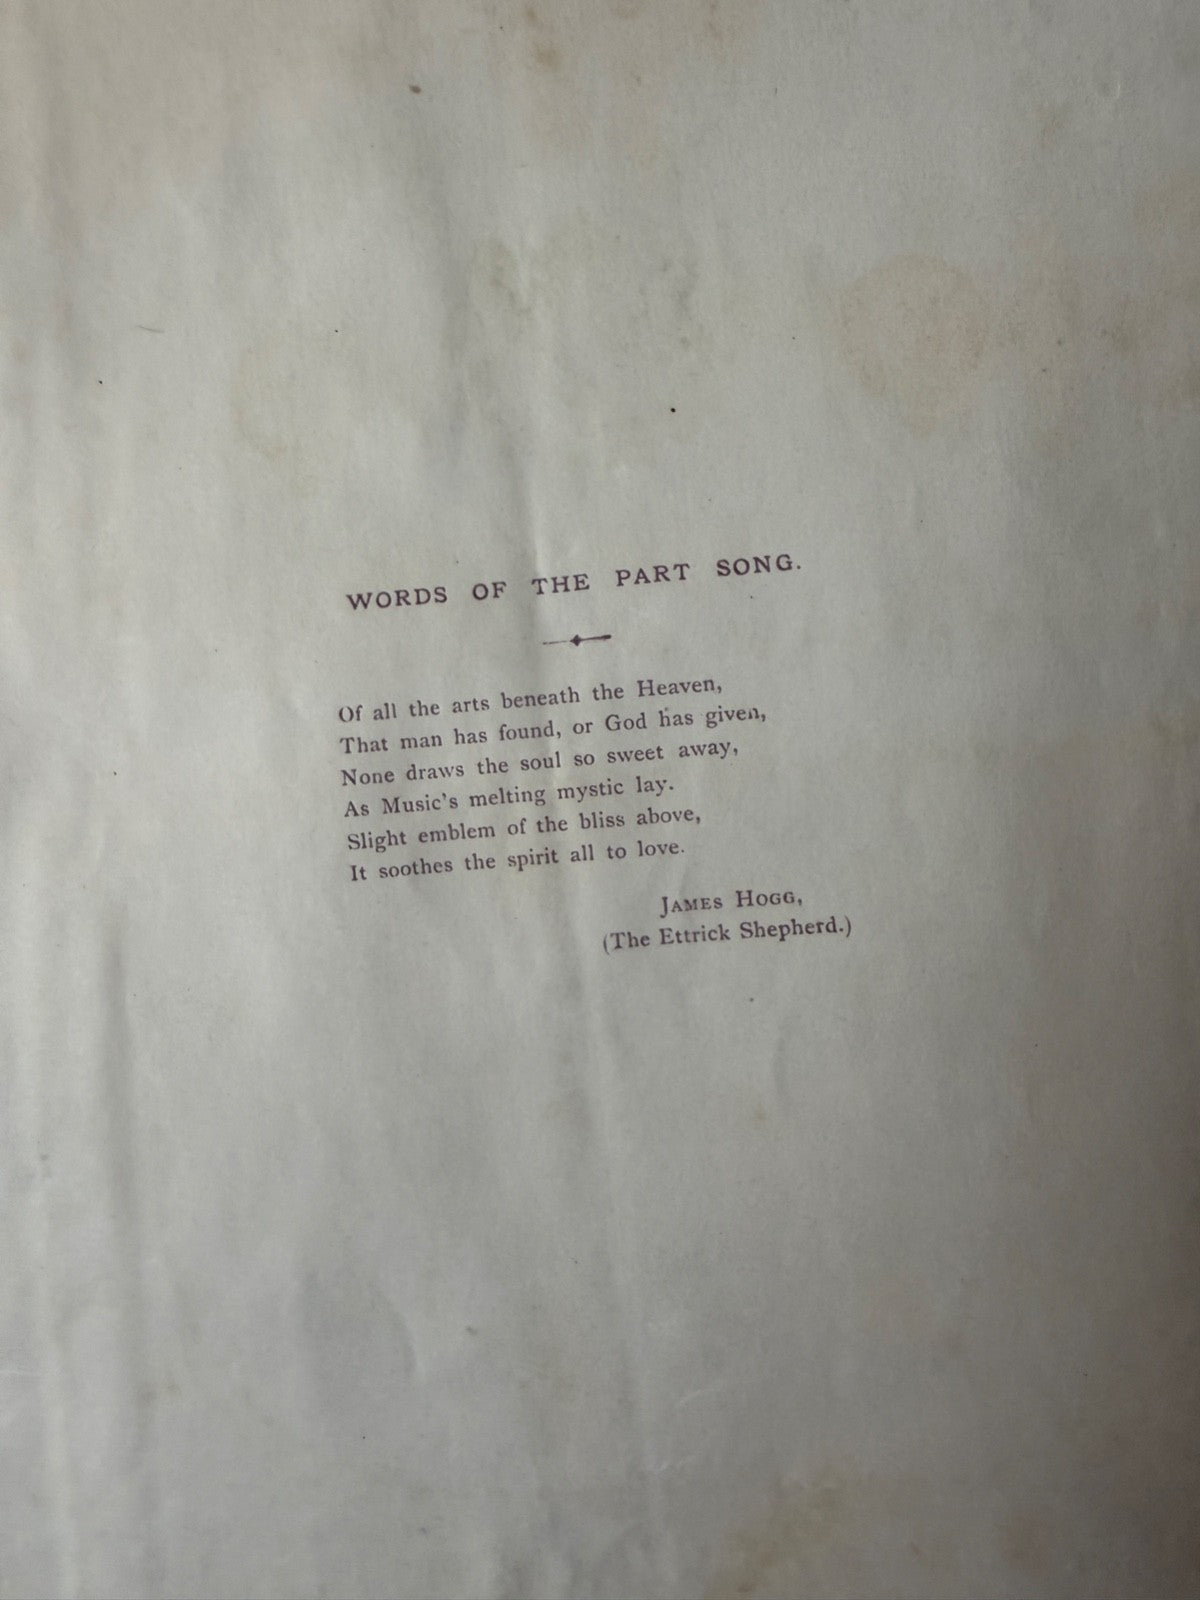 WORDS OF THE PART SONG.
Of all the arts beneath the Heaven,
That man has found, or God has given,
None draws the soul so sweet away,
As Music's melting mystic lay.
Slight emblem of the bliss above,
It soothes the spirit all to love.
JAMES HOGG,
(The Ettrick Shepherd.)